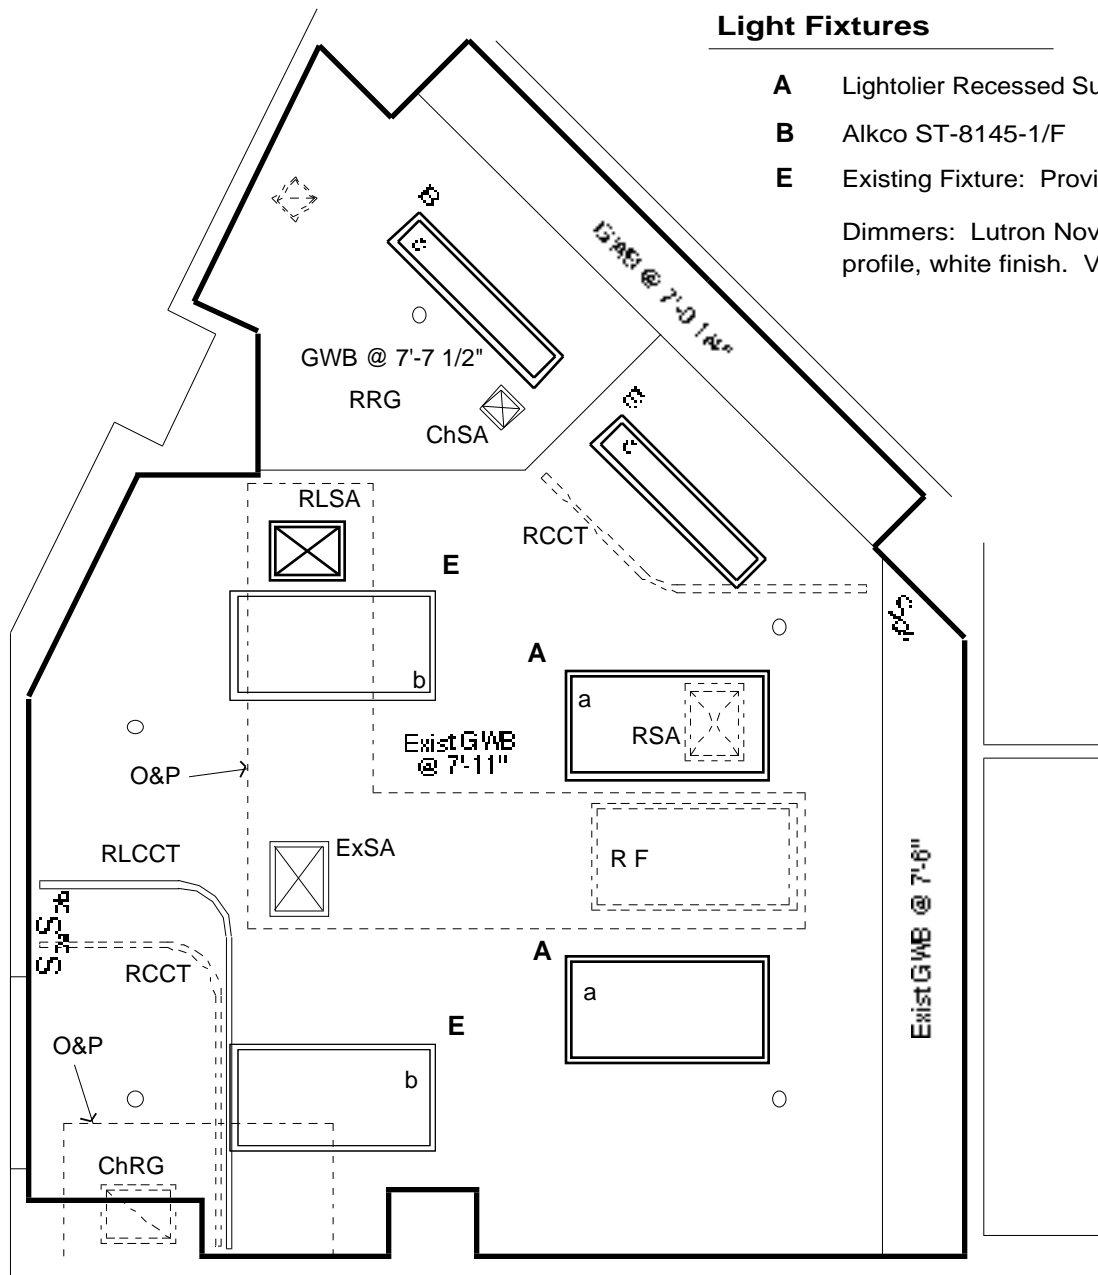 Light Fixtures
A Lightolier Recessed Su
B Alkco ST-8145-1/F
E Existing Fixture: Provi
Dimmers: Lutron Nov
profile, white finish. V
B
c
GWB @ 7'-0 1/4"
GWB @ 7'-7 1/2"
RRG
ChSA
B
c
RLSA
RCCT
E
b
A
a
RSA
Exist GWB
@ 7'-11"
O&P
RLCCT
ExSA
R F
Exist GWB @ 7'-6"
RCCT
A
a
E
b
O&P
ChRG